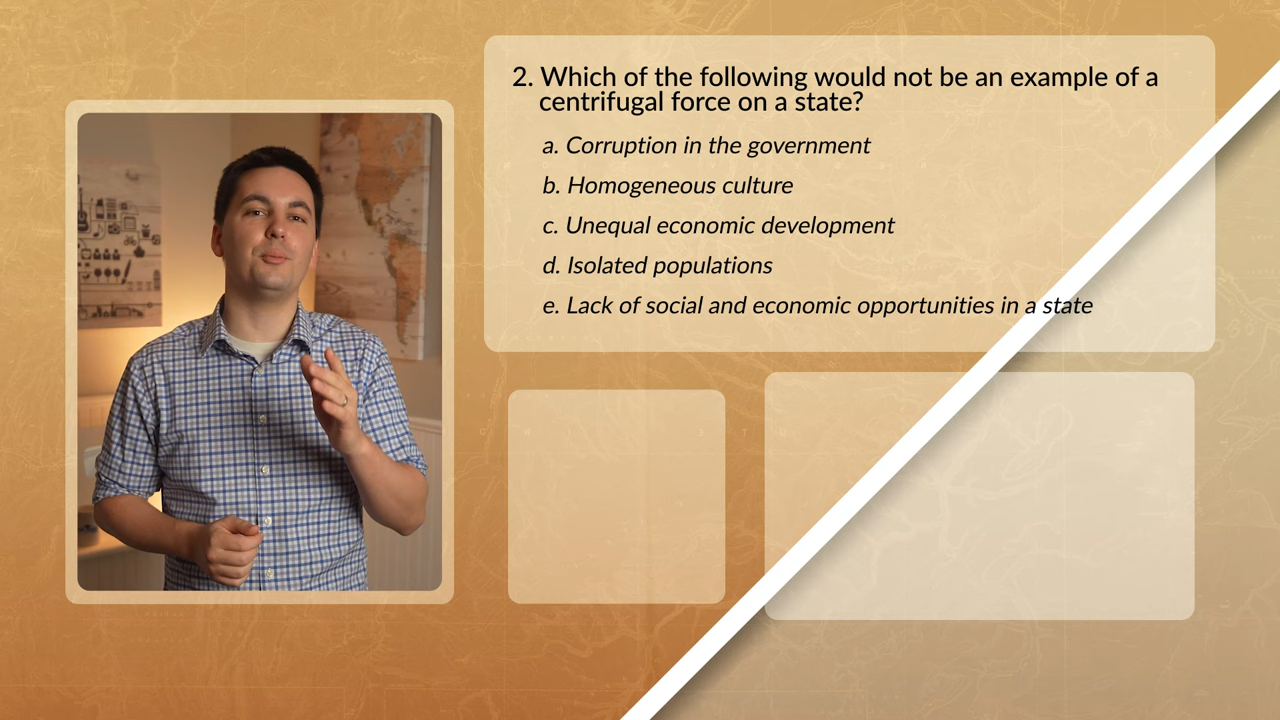 2. Which of the following would not be an example of a
centrifugal force on a state?
a. Corruption in the government
b. Homogeneous culture
c. Unequal economic development
d. Isolated populations
e. Lack of social and economic opportunities in a state